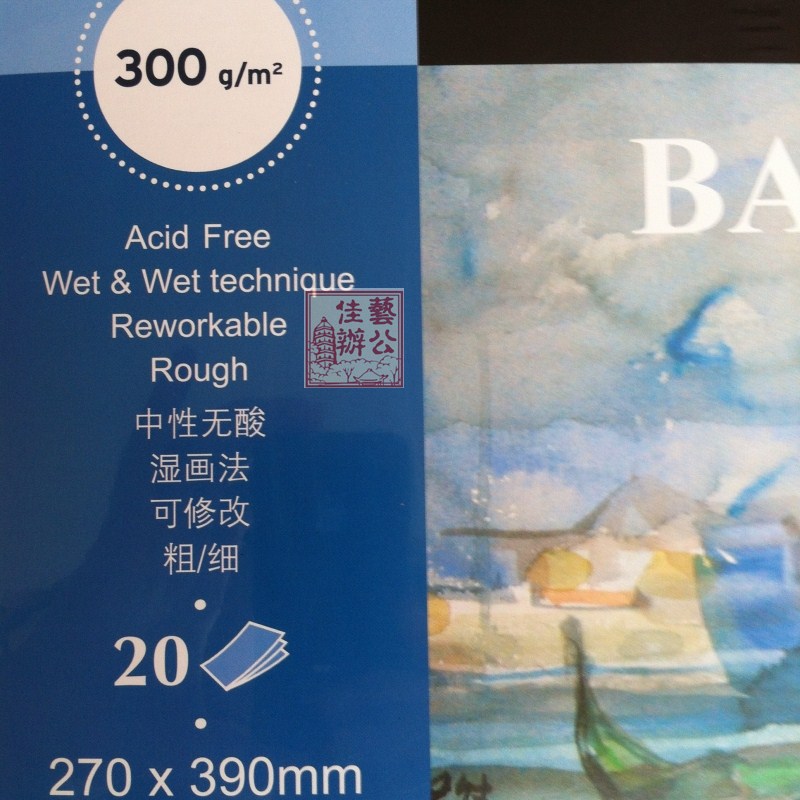 300 g/m²
BA
Acid Free
Wet & Wet technique
Reworkable
Rough
佳藝
辦公
中性无酸
湿画法
可修改
粗/细
20
270 x 390mm